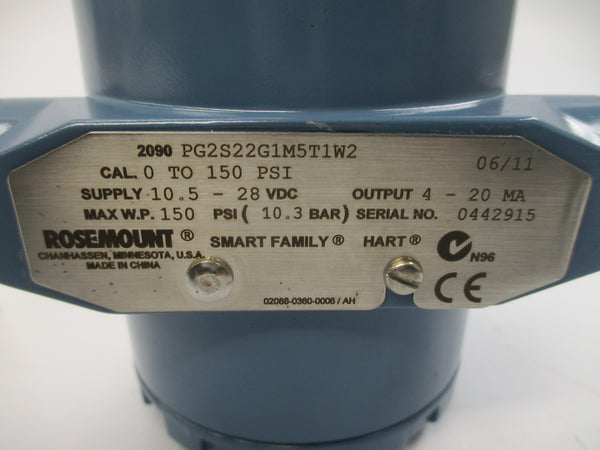 2090 PG2S22G1M5T1W2
06/11
CAL. 0 TO 150 PSI
SUPPLY 10.5 - 28 VDC OUTPUT 4 - 20 MA
MAX W.P. 150 PSI ( 10.3 BAR) SERIAL NO. 0442915
ROSEMOUNT ® SMART FAMILY ® HART ®
N96
CHANHASSEN, MINNESOTA, U.S.A.
MADE IN CHINA
CE
02088-0360-0006 / AH